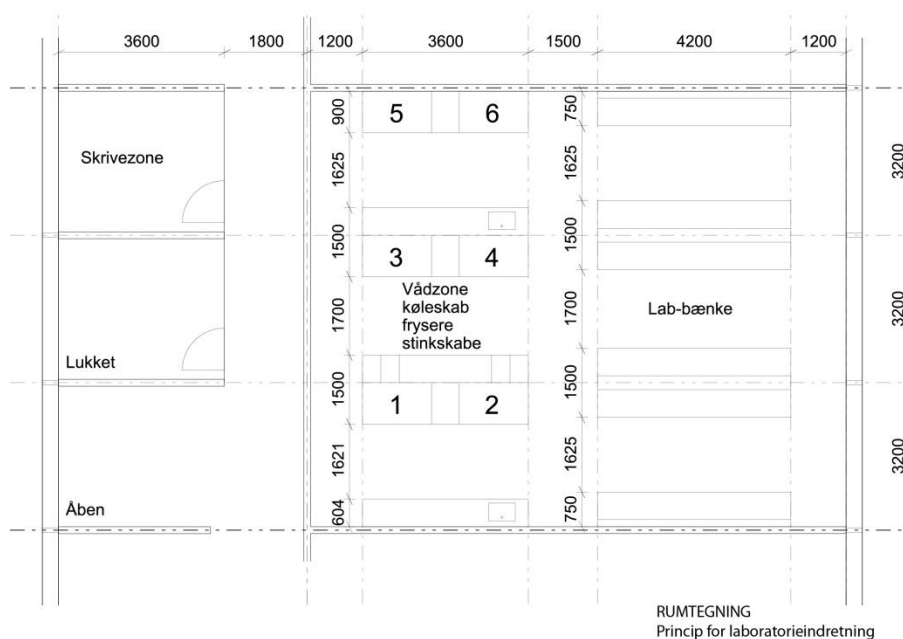 3600 1800 1200 3600 1500 4200 1200
900 5 6 750
Skrivezone 1625 1625 3200
1500 3 4 1500
Vådzone
køleskab
frysere
stinkskabe
1700 1700 Lab-bænke 3200
Lukket
1500 1 2 1500
1621 1625 3200
Åben
604 750
RUMTEGNING
Princip for laboratorieindretning